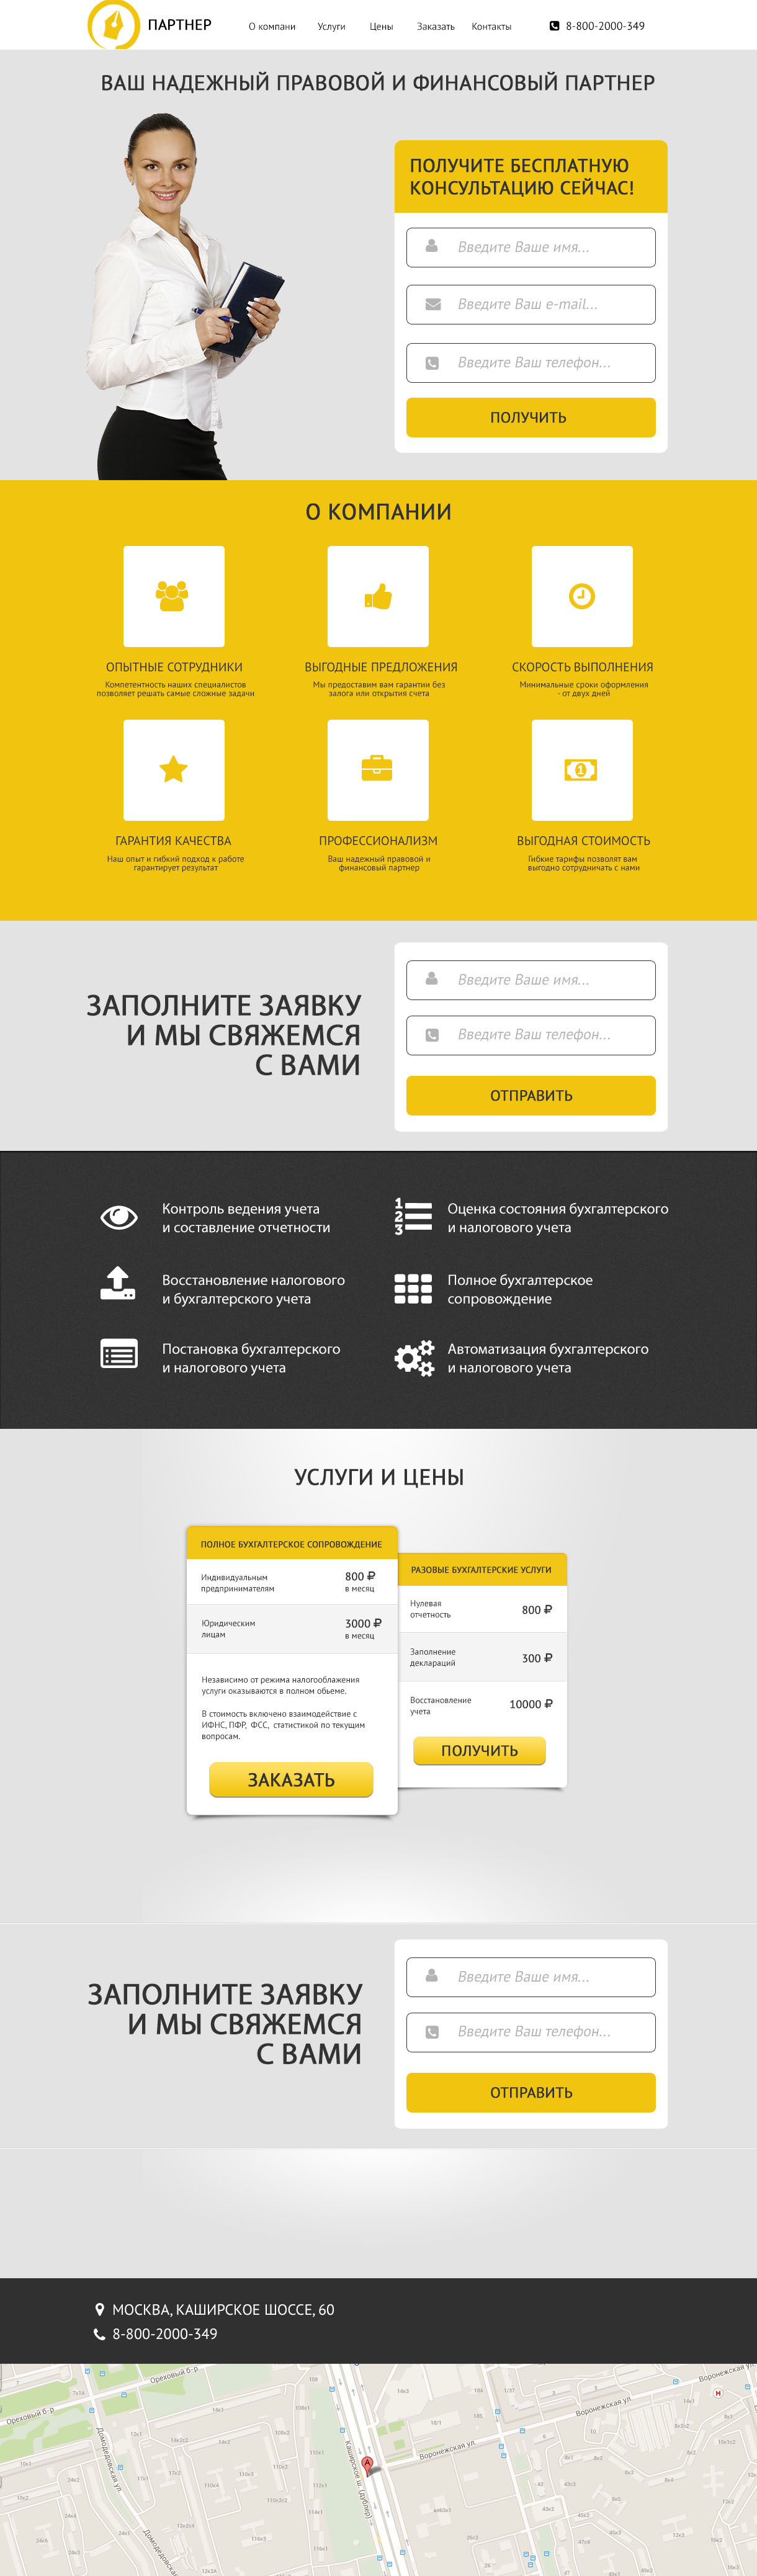 ПАРТНЕР
О компани Услуги Цены Заказать Контакты 8-800-2000-349
ВАШ НАДЕЖНЫЙ ПРАВОВОЙ И ФИНАНСОВЫЙ ПАРТНЕР
ПОЛУЧИТЕ БЕСПЛАТНУЮ
КОНСУЛЬТАЦИЮ СЕЙЧАС!
Введите Ваше имя...
Введите Ваш e-mail...
Введите Ваш телефон...
ПОЛУЧИТЬ
О КОМПАНИИ
ОПЫТНЫЕ СОТРУДНИКИ
Компетентность наших специалистов
позволяет решать самые сложные задачи
ВЫГОДНЫЕ ПРЕДЛОЖЕНИЯ
Мы предоставим вам гарантии без
залога или открытия счета
СКОРОСТЬ ВЫПОЛНЕНИЯ
Минимальные сроки оформления
- от двух дней
1
ГАРАНТИЯ КАЧЕСТВА
Наш опыт и гибкий подход к работе
гарантирует результат
ПРОФЕССИОНАЛИЗМ
Ваш надежный правовой и
финансовый партнер
ВЫГОДНАЯ СТОИМОСТЬ
Гибкие тарифы позволят вам
выгодно сотрудничать с нами
ЗАПОЛНИТЕ ЗАЯВКУ
И МЫ СВЯЖЕМСЯ
С ВАМИ
Введите Ваше имя...
Введите Ваш телефон...
ОТПРАВИТЬ
Контроль ведения учета
и составление отчетности
1
2
3
Оценка состояния бухгалтерского
и налогового учета
Восстановление налогового
и бухгалтерского учета
Полное бухгалтерское
сопровождение
Постановка бухгалтерского
и налогового учета
Автоматизация бухгалтерского
и налогового учета
УСЛУГИ И ЦЕНЫ
ПОЛНОЕ БУХГАЛТЕРСКОЕ СОПРОВОЖДЕНИЕ
Индивидуальным
предпринимателям
800 ₽
в месяц
Юридическим
лицам
3000 ₽
в месяц
Независимо от режима налогооблажения
услуги оказываются в полном обьеме.
В стоимость включено взаимодействие с
ИФНС, ПФР, ФСС, статистикой по текущим
вопросам.
ЗАКАЗАТЬ
РАЗОВЫЕ БУХГАЛТЕРСКИЕ УСЛУГИ
Нулевая
отчетность
800 ₽
Заполнение
деклараций
300 ₽
Восстановление
учета
10000 ₽
ПОЛУЧИТЬ
ЗАПОЛНИТЕ ЗАЯВКУ
И МЫ СВЯЖЕМСЯ
С ВАМИ
Введите Ваше имя...
Введите Ваш телефон...
ОТПРАВИТЬ
МОСКВА, КАШИРСКОЕ ШОССЕ, 60
8-800-2000-349
Ореховый б-р
Воронежская ул.
Ореховый б-р
Воронежская ул.
Домодедовская ул.
Каширское ш. (дублер)
Воронежская ул.
A
M
Домодедовская